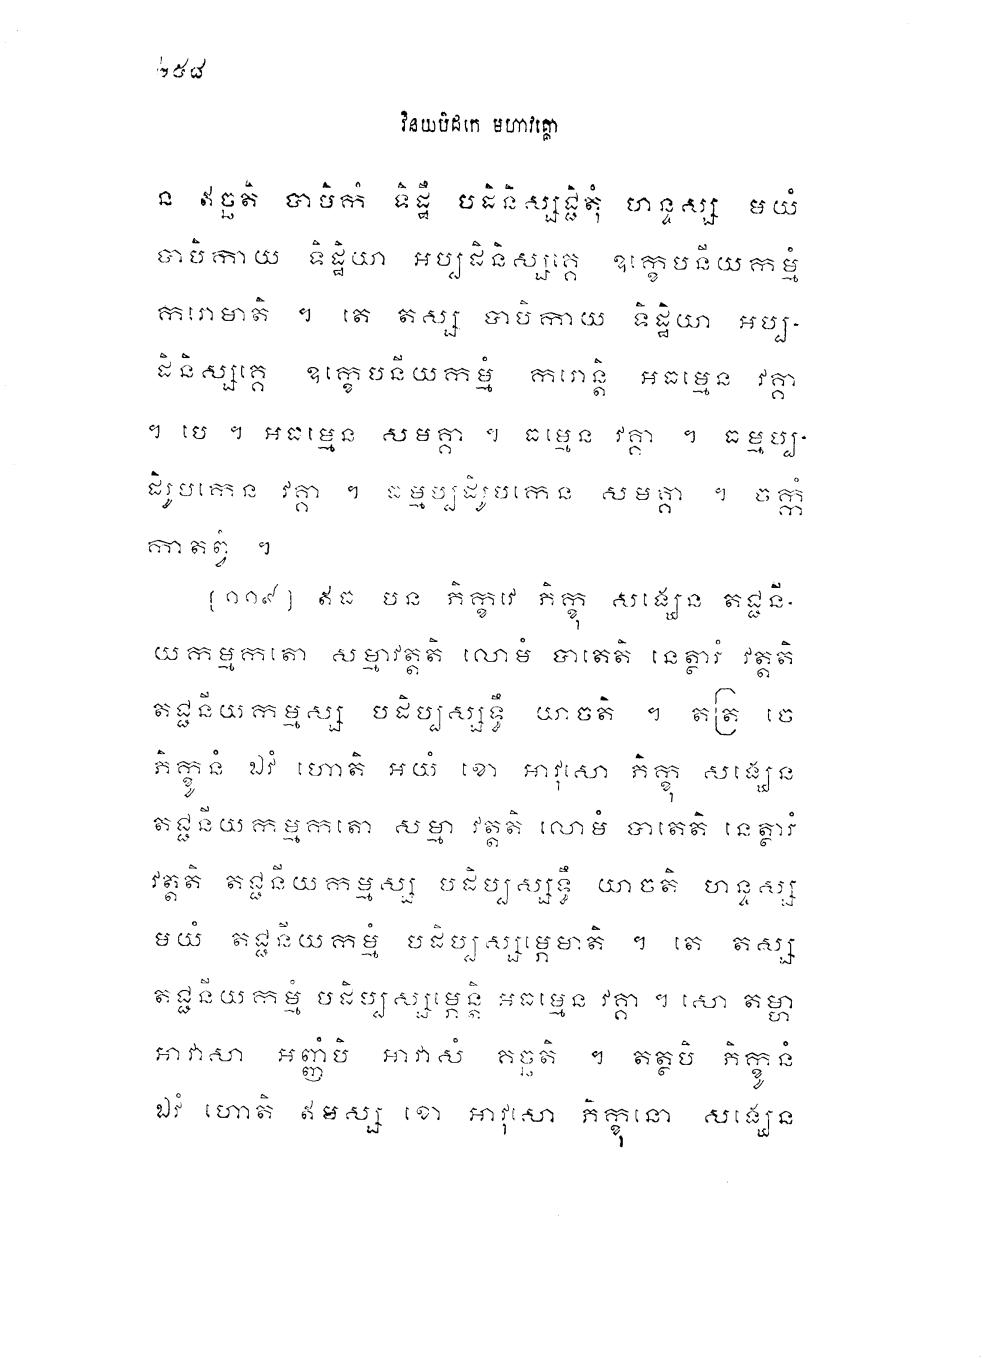 ២៥៨
វិនយបិដកេ មហាវគ្គោ
ន ឥច្ឆតិ បាបិកំ ទិដ្ឋឹ បដិនិស្សជ្ជិតុំ ហន្ទស្ស មយំ
បាបិកាយ ទិដ្ឋិយា អប្បដិនិស្សគ្គេ ឧក្ខេបនីយកម្មំ
ករោមាតិ ។ តេ តស្ស បាបិកាយ ទិដ្ឋិយា អប្ប-
ដិនិស្សគ្គេ ឧក្ខេបនីយកម្មំ ករោន្តិ អធម្មេន វគ្គា
។ បេ ។ អធម្មេន សមគ្គា ។ ធម្មេន វគ្គា ។ ធម្មប្ប-
ដិរូបកេន វគ្គា ។ ធម្មប្បដិរូបកេន សមគ្គា ។ ចក្កំ
កាតព្វំ ។
[១១៩] ឥធ បន ភិក្ខវេ ភិក្ខុ សង្ឃេន តជ្ជនី-
យកម្មកតោ សម្មាវត្តតិ លោមំ បាតេតិ នេត្ថារំ វត្តតិ
តជ្ជនីយកម្មស្ស បដិប្បស្សទ្ធឹ យាចតិ ។ តត្រ ចេ
ភិក្ខូនំ ឯវំ ហោតិ អយំ ខោ អាវុសោ ភិក្ខុ សង្ឃេន
តជ្ជនីយកម្មកតោ សម្មា វត្តតិ លោមំ បាតេតិ នេត្ថារំ
វត្តតិ តជ្ជនីយកម្មស្ស បដិប្បស្សទ្ធឹ យាចតិ ហន្ទស្ស
មយំ តជ្ជនីយកម្មំ បដិប្បស្សម្ភេមាតិ ។ តេ តស្ស
តជ្ជនីយកម្មំ បដិប្បស្សម្ភេន្តិ អធម្មេន វគ្គា ។ សោ តម្ហា
អាវាសា អញ្ញំបិ អាវាសំ គច្ឆតិ ។ តត្ថបិ ភិក្ខូនំ
ឯវំ ហោតិ ឥមស្ស ខោ អាវុសោ ភិក្ខុនោ សង្ឃេន